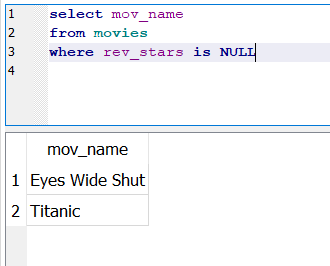 1 select mov_name
2 from movies
3 where rev_stars is NULL
4
mov_name
1 Eyes Wide Shut
2 Titanic